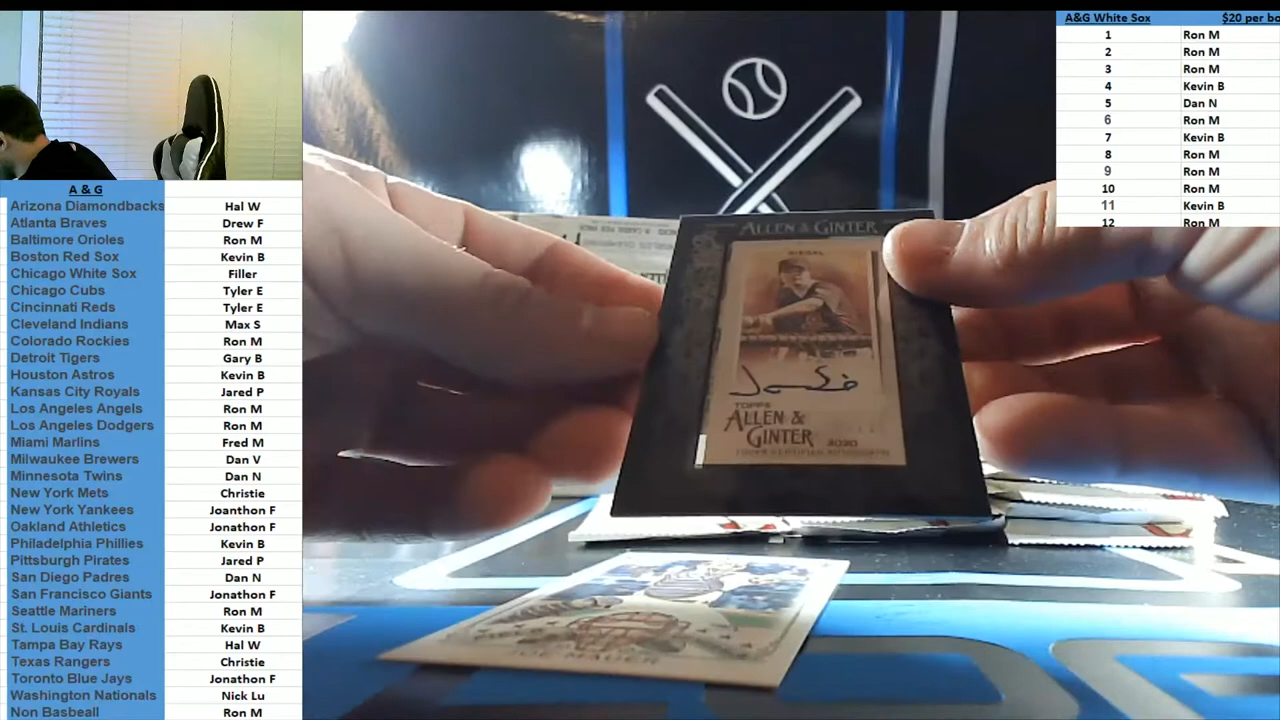 A & G
Arizona Diamondbacks Hal W
Atlanta Braves Drew F
Baltimore Orioles Ron M
Boston Red Sox Kevin B
Chicago White Sox Filler
Chicago Cubs Tyler E
Cincinnati Reds Tyler E
Cleveland Indians Max S
Colorado Rockies Ron M
Detroit Tigers Gary B
Houston Astros Kevin B
Kansas City Royals Jared P
Los Angeles Angels Ron M
Los Angeles Dodgers Ron M
Miami Marlins Fred M
Milwaukee Brewers Dan V
Minnesota Twins Dan N
New York Mets Christie
New York Yankees Joanthon F
Oakland Athletics Jonathon F
Philadelphia Phillies Kevin B
Pittsburgh Pirates Jared P
San Diego Padres Dan N
San Francisco Giants Jonathon F
Seattle Mariners Ron M
St. Louis Cardinals Kevin B
Tampa Bay Rays Hal W
Texas Rangers Christie
Toronto Blue Jays Jonathon F
Washington Nationals Nick Lu
Non Basbeall Ron M
ALLEN & GINTER
TOPPS
ALLEN &
GINTER 2020
JOE MAUER
A&G White Sox $20 per bo
1 Ron M
2 Ron M
3 Ron M
4 Kevin B
5 Dan N
6 Ron M
7 Kevin B
8 Ron M
9 Ron M
10 Ron M
11 Kevin B
12 Ron M